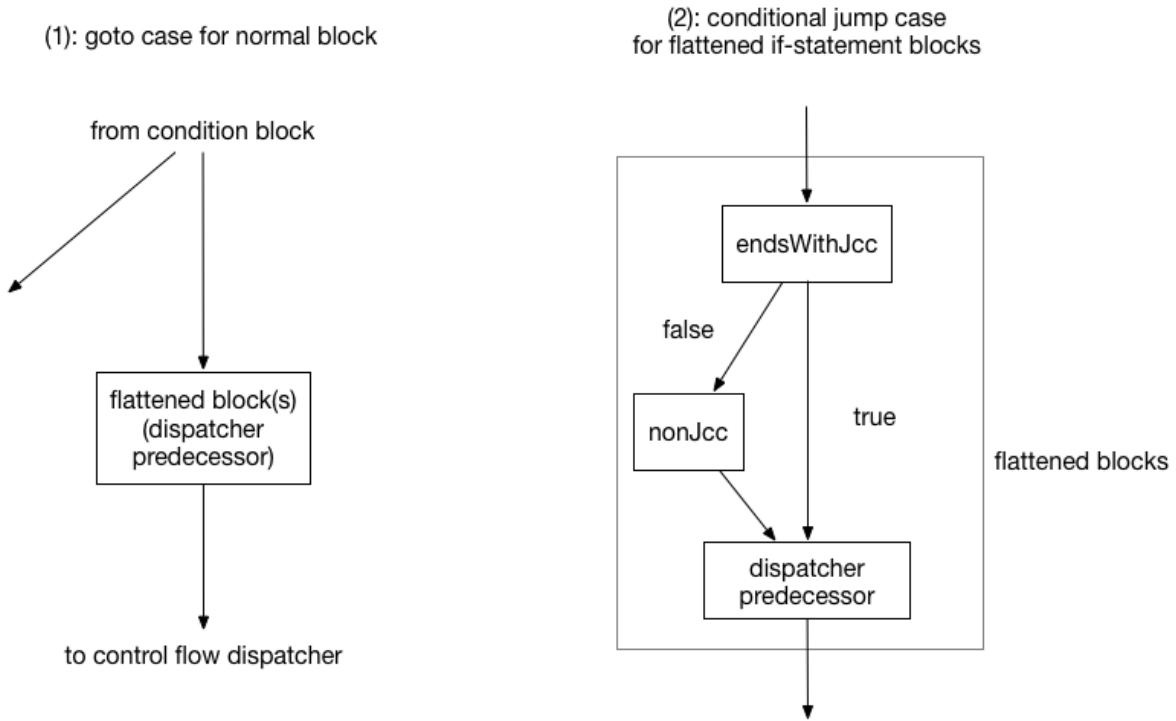 (1): goto case for normal block
from condition block
flattened block(s)
(dispatcher
predecessor)
to control flow dispatcher
(2): conditional jump case
for flattened if-statement blocks
endsWithJcc
false
nonJcc
true
flattened blocks
dispatcher
predecessor